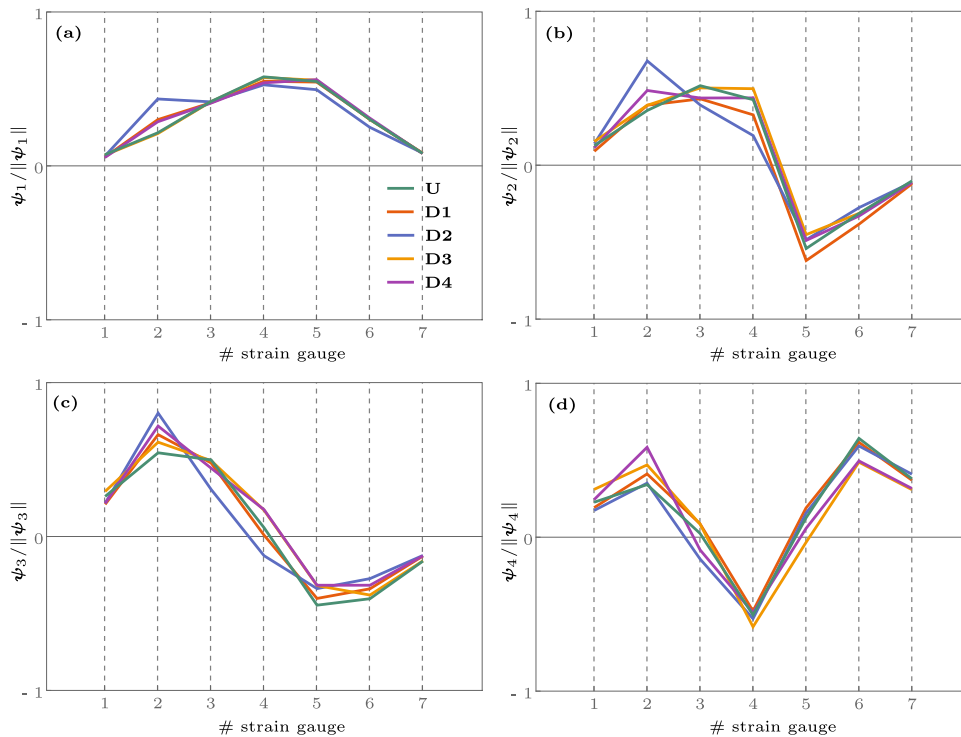 1
(a)
ψ1/‖ψ1‖
0
U
D1
D2
D3
D4
- 1
1 2 3 4 5 6 7
# strain gauge
1
(b)
ψ2/‖ψ2‖
0
- 1
1 2 3 4 5 6 7
# strain gauge
1
(c)
ψ3/‖ψ3‖
0
- 1
1 2 3 4 5 6 7
# strain gauge
1
(d)
ψ4/‖ψ4‖
0
- 1
1 2 3 4 5 6 7
# strain gauge